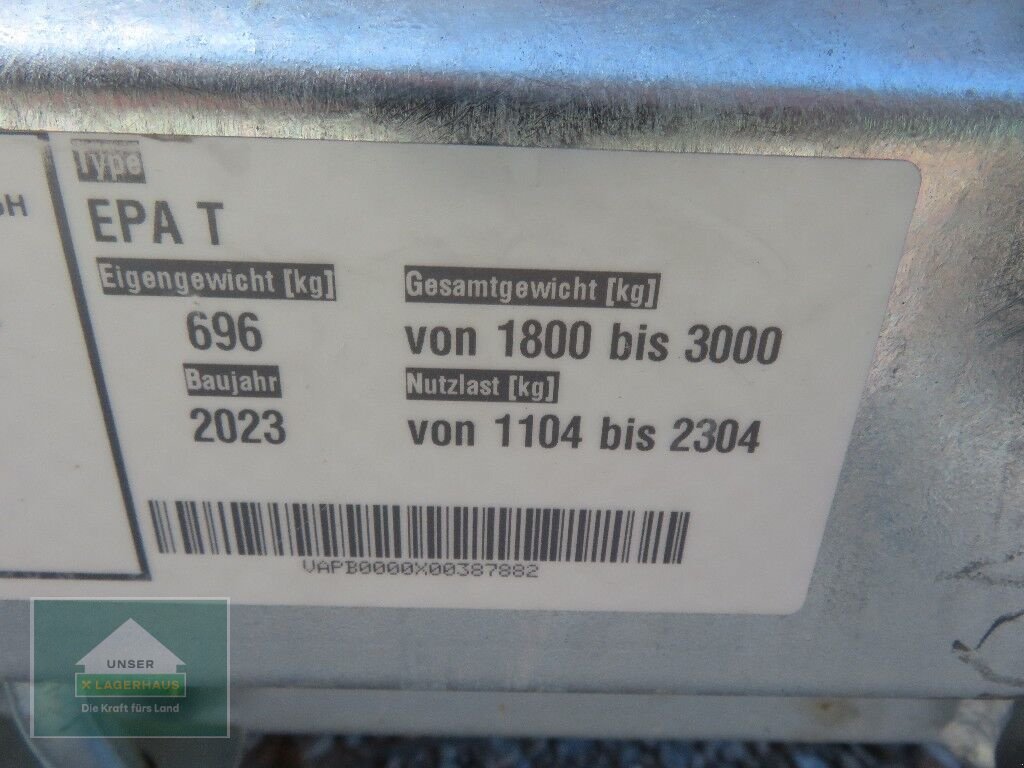 Type
EPA T
Eigengewicht [kg]
696
Baujahr
2023
Gesamtgewicht [kg]
von 1800 bis 3000
Nutzlast [kg]
von 1104 bis 2304
VAPB0000X00387882
UNSER
X LAGERHAUS
Die Kraft fürs Land